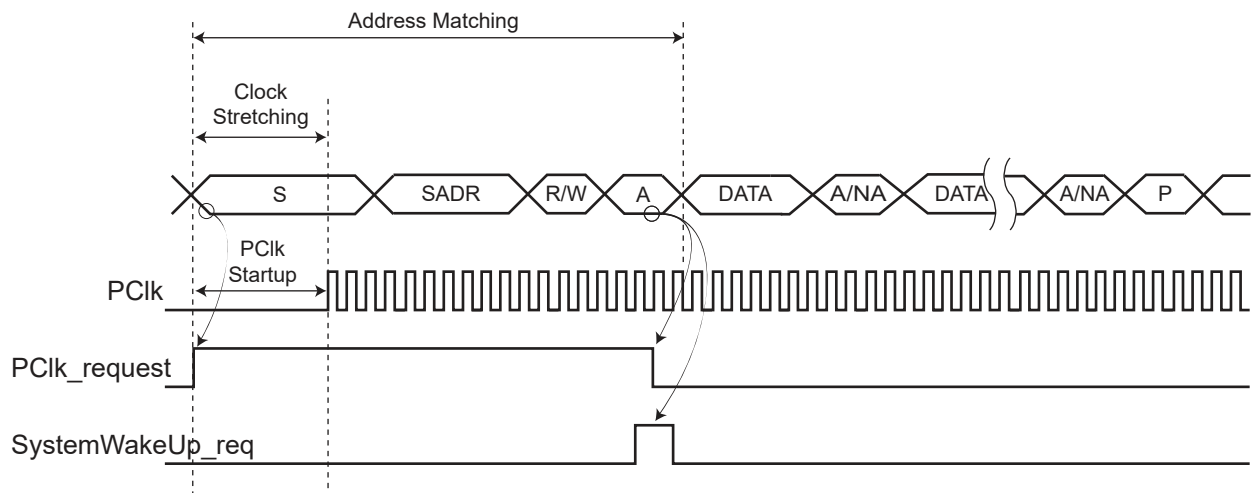 Address Matching
Clock
Stretching
S SADR R/W A DATA A/NA DATA A/NA P
PClk
Startup
PClk
PClk_request
SystemWakeUp_req